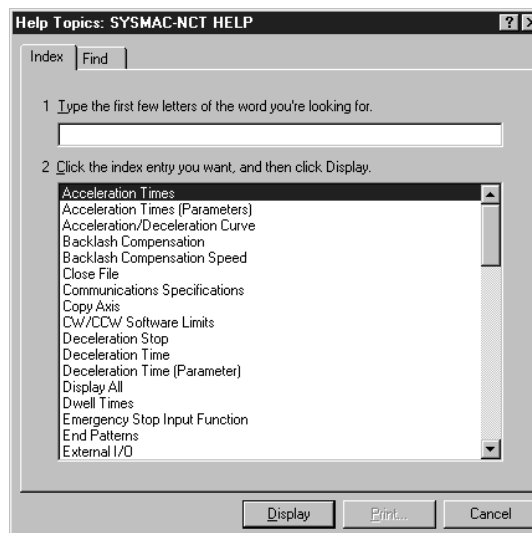 Help Topics: SYSMAC-NCT HELP
Index Find
1 Type the first few letters of the word you're looking for.
2 Click the index entry you want, and then click Display.
Acceleration Times
Acceleration Times (Parameters)
Acceleration/Deceleration Curve
Backlash Compensation
Backlash Compensation Speed
Close File
Communications Specifications
Copy Axis
CW/CCW Software Limits
Deceleration Stop
Deceleration Time
Deceleration Time (Parameter)
Display All
Dwell Times
Emergency Stop Input Function
End Patterns
External I/O
Display Print... Cancel